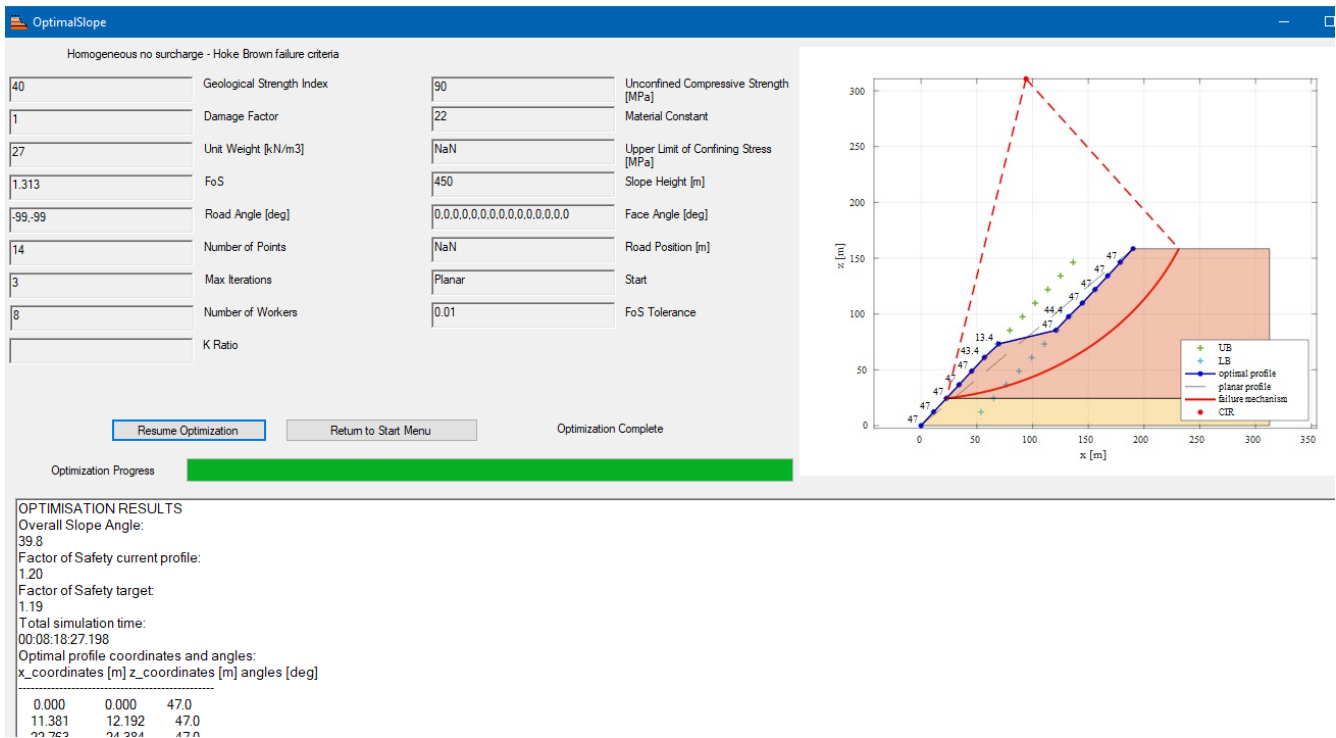 OptimalSlope
Homogeneous no surcharge - Hoke Brown failure criteria
40 Geological Strength Index 90 Unconfined Compressive Strength [MPa]
1 Damage Factor 22 Material Constant
27 Unit Weight [kN/m3] NaN Upper Limit of Confining Stress [MPa]
1.313 FoS 450 Slope Height [m]
-99,-99 Road Angle [deg] 0,0,0,0,0,0,0,0,0,0,0,0,0,0,0 Face Angle [deg]
14 Number of Points NaN Road Position [m]
3 Max Iterations Planar Start
8 Number of Workers 0.01 FoS Tolerance
K Ratio
Resume Optimization Return to Start Menu Optimization Complete
Optimization Progress
300
250
200
150
100
50
0
z [m]
47
47
47
47
44.4
47
13.4
43.4
47
47
47
47
47
UB
LB
optimal profile
planar profile
failure mechanism
CIR
0 50 100 150 200 250 300 350
x [m]
OPTIMISATION RESULTS
Overall Slope Angle:
39.8
Factor of Safety current profile:
1.20
Factor of Safety target:
1.19
Total simulation time:
00:08:18:27.198
Optimal profile coordinates and angles:
x_coordinates [m] z_coordinates [m] angles [deg]
------------------------------------------------
0.000 0.000 47.0
11.381 12.192 47.0
22.763 24.384 47.0